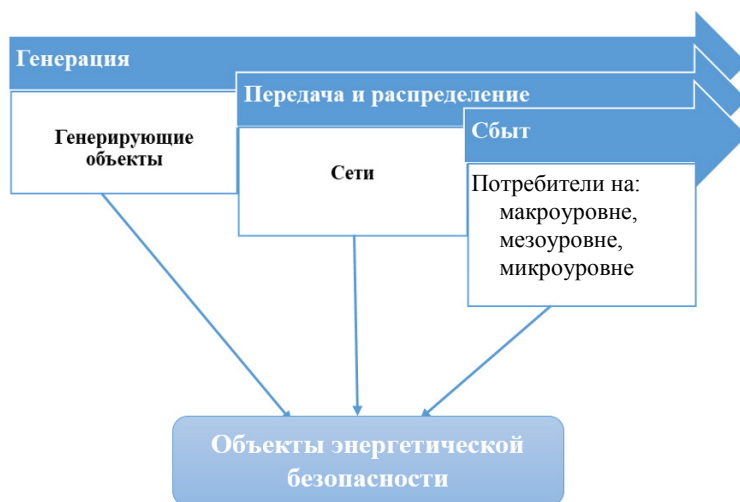 Генерация
Генерирующие
объекты
Передача и распределение
Сети
Сбыт
Потребители на:
макроуровне,
мезоуровне,
микроуровне
Объекты энергетической
безопасности